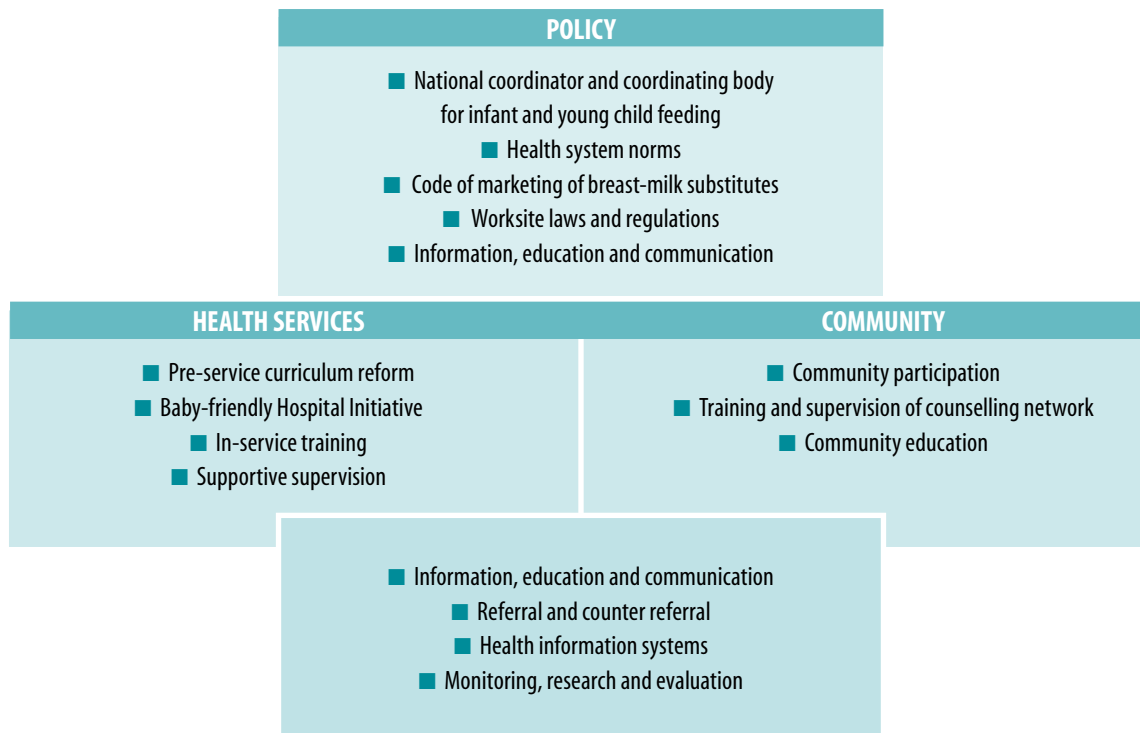 POLICY
■ National coordinator and coordinating body
for infant and young child feeding
■ Health system norms
■ Code of marketing of breast-milk substitutes
■ Worksite laws and regulations
■ Information, education and communication
HEALTH SERVICES
■ Pre-service curriculum reform
■ Baby-friendly Hospital Initiative
■ In-service training
■ Supportive supervision
COMMUNITY
■ Community participation
■ Training and supervision of counselling network
■ Community education
■ Information, education and communication
■ Referral and counter referral
■ Health information systems
■ Monitoring, research and evaluation